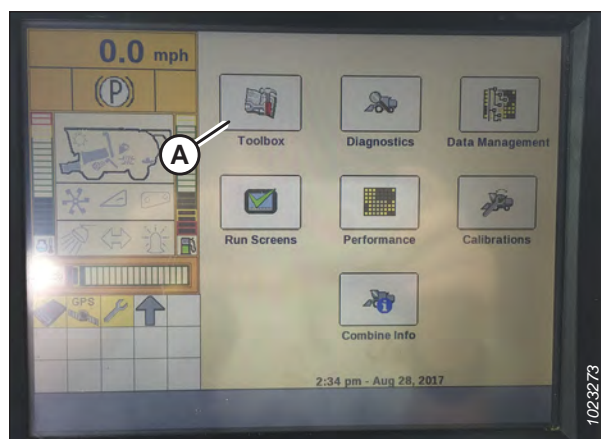 0.0 mph
(P)
A
Toolbox
Diagnostics
Data Management
Run Screens
Performance
Calibrations
GPS
i
Combine Info
2:34 pm - Aug 28, 2017
1023273